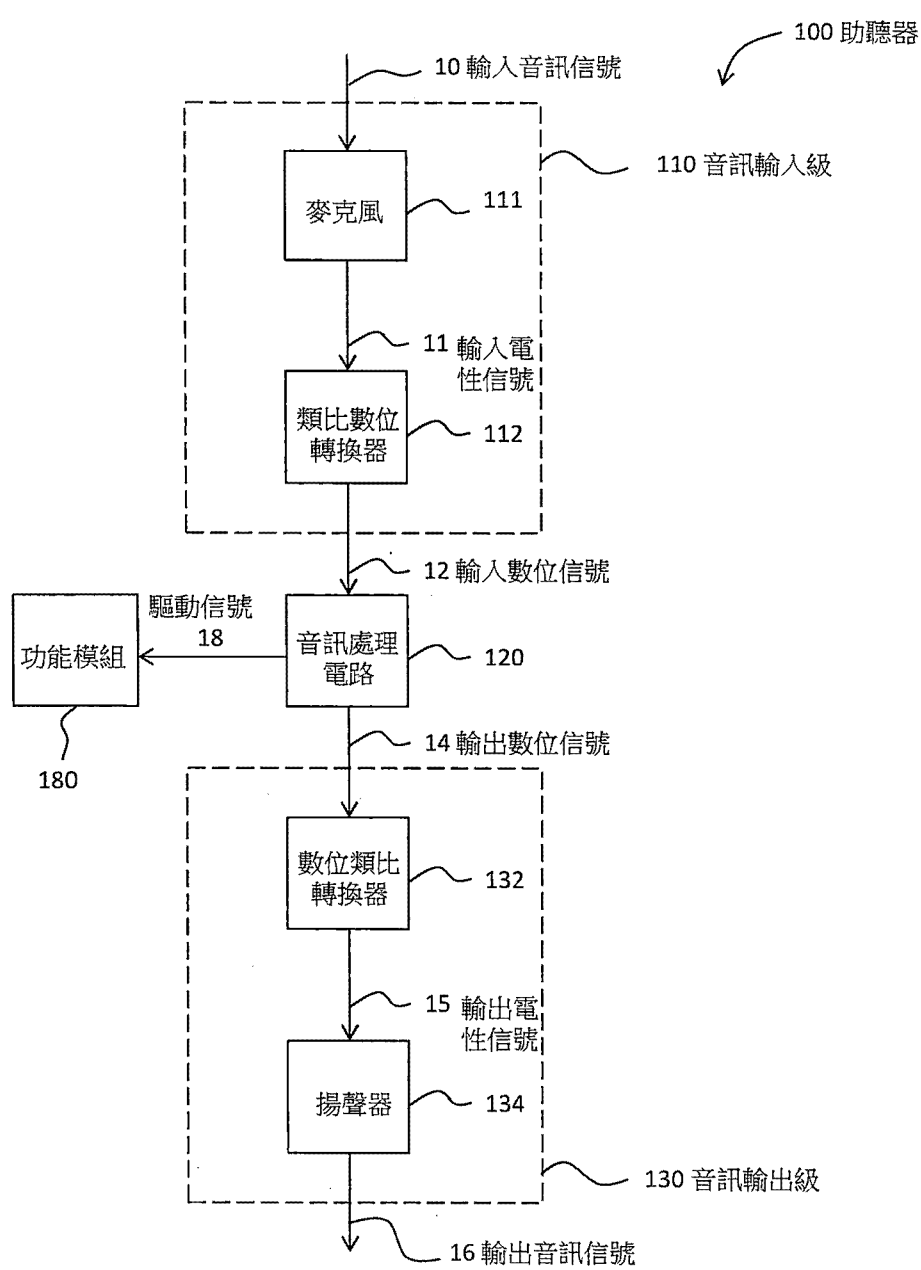 100 助聽器
10 輸入音訊信號
110 音訊輸入級
麥克風
111
11 輸入電
性信號
類比數位
轉換器
112
12 輸入數位信號
驅動信號
18
功能模組
音訊處理
電路
120
180
14 輸出數位信號
數位類比
轉換器
132
15 輸出電
性信號
揚聲器
134
130 音訊輸出級
16 輸出音訊信號